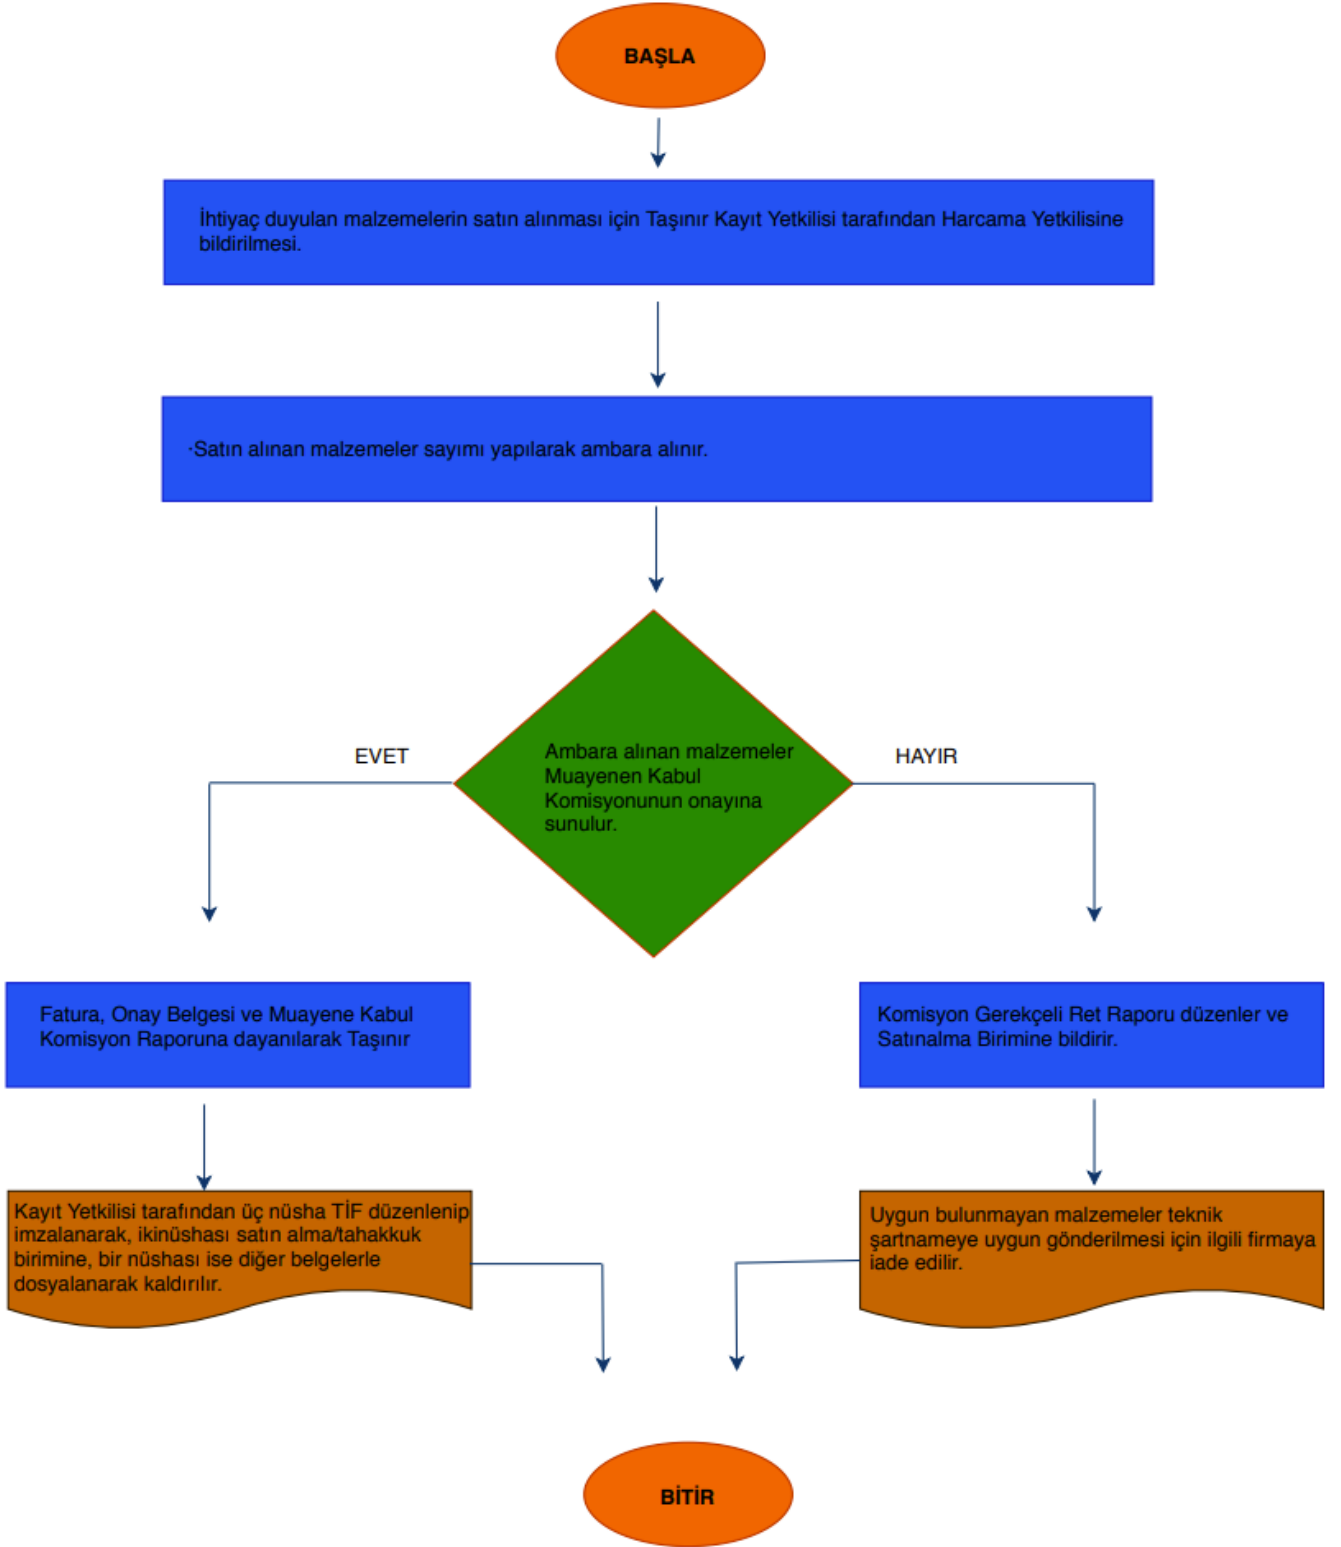 BAŞLA
İhtiyaç duyulan malzemelerin satın alınması için Taşınır Kayıt Yetkilisi tarafından Harcama Yetkilisine
bildirilmesi.
·Satın alınan malzemeler sayımı yapılarak ambara alınır.
EVET
HAYIR
Ambara alınan malzemeler
Muayenen Kabul
Komisyonunun onayına
sunulur.
Fatura, Onay Belgesi ve Muayene Kabul
Komisyon Raporuna dayanılarak Taşınır
Komisyon Gerekçeli Ret Raporu düzenler ve
Satınalma Birimine bildirir.
Kayıt Yetkilisi tarafından üç nüsha TİF düzenlenip
imzalanarak, ikinüshası satın alma/tahakkuk
birimine, bir nüshası ise diğer belgelerle
dosyalanarak kaldırılır.
Uygun bulunmayan malzemeler teknik
şartnameye uygun gönderilmesi için ilgili firmaya
iade edilir.
BİTİR